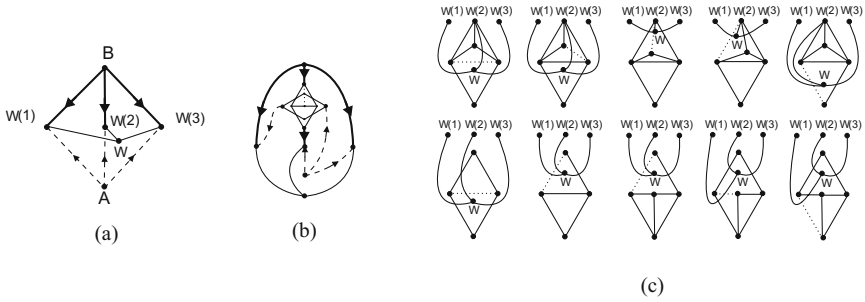 W(1) W(2) W(3) W(1) W(2) W(3) W(1) W(2) W(3) W(1) W(2) W(3) W(1) W(2) W(3)
B
W(1)
W(2)
W(3)
W
A
W W W W W
W(1) W(2) W(3) W(1) W(2) W(3) W(1) W(2) W(3) W(1) W(2) W(3) W(1) W(2) W(3)
W W W W W
(a)
(b)
(c)